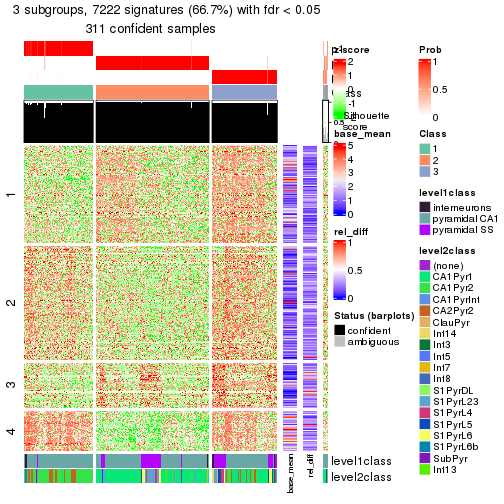 3 subgroups, 7222 signatures (66.7%) with fdr < 0.05
311 confident samples
z-score
2
1
0
-1
-2
Silhouette
score
Prob
1
0.5
0
Class
1
2
3
base_mean
5
4
3
2
1
0
rel_diff
1
0.5
0
Status (barplots)
confident
ambiguous
level1class
interneurons
pyramidal CA1
pyramidal SS
level2class
(none)
CA1Pyr1
CA1Pyr2
CA1PyrInt
CA2Pyr2
ClauPyr
Int14
Int3
Int5
Int7
Int8
S1PyrDL
S1PyrL23
S1PyrL4
S1PyrL5
S1PyrL6
S1PyrL6b
SubPyr
Int13
1
2
3
4
level1class
level2class
base_mean
rel_diff